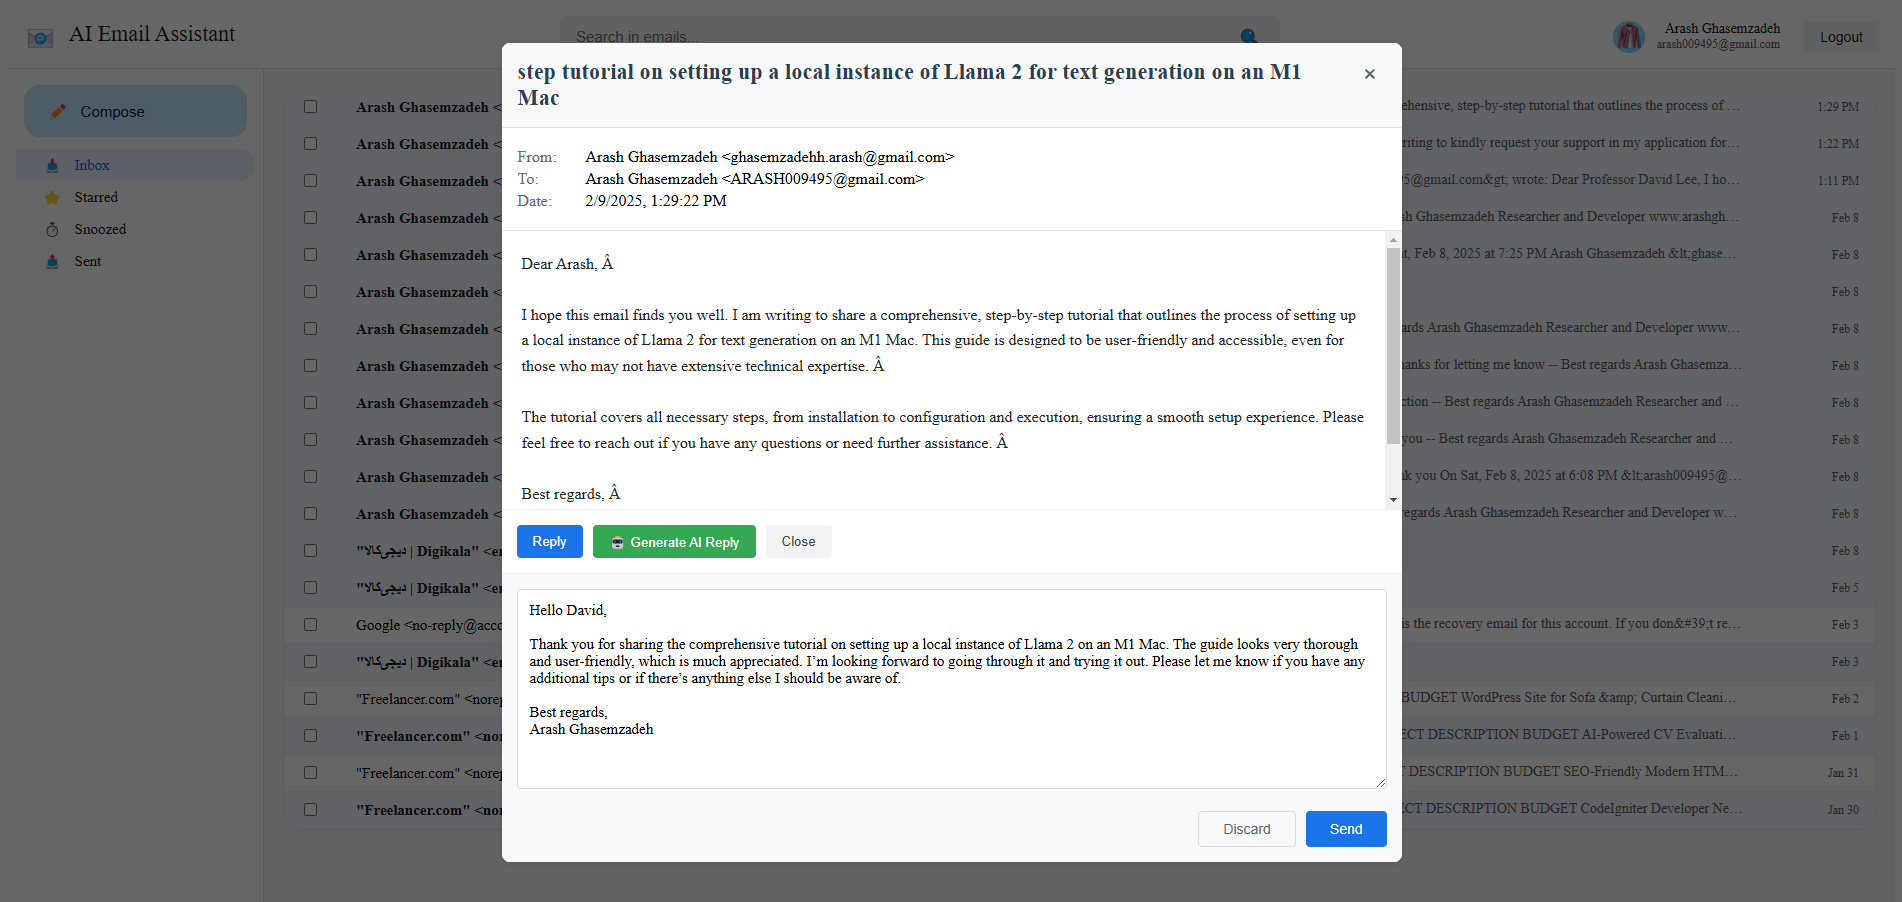 AI Email Assistant
Search in emails...
Arash Ghasemzadeh
arash009495@gmail.com
Logout
Compose
Inbox
Starred
Snoozed
Sent
Arash Ghasemzadeh <
ehensive, step-by-step tutorial that outlines the process of …
1:29 PM
Arash Ghasemzadeh <
riting to kindly request your support in my application for…
1:22 PM
Arash Ghasemzadeh <
5@gmail.com&gt; wrote: Dear Professor David Lee, I ho…
1:11 PM
Arash Ghasemzadeh <
sh Ghasemzadeh Researcher and Developer www.arashgh…
Feb 8
Arash Ghasemzadeh <
t, Feb 8, 2025 at 7:25 PM Arash Ghasemzadeh &lt;ghase…
Feb 8
Arash Ghasemzadeh <
Feb 8
Arash Ghasemzadeh <
ards Arash Ghasemzadeh Researcher and Developer www…
Feb 8
Arash Ghasemzadeh <
hanks for letting me know -- Best regards Arash Ghasemza…
Feb 8
Arash Ghasemzadeh <
ction -- Best regards Arash Ghasemzadeh Researcher and …
Feb 8
Arash Ghasemzadeh <
you -- Best regards Arash Ghasemzadeh Researcher and …
Feb 8
Arash Ghasemzadeh <
nk you On Sat, Feb 8, 2025 at 6:08 PM &lt;arash009495@…
Feb 8
Arash Ghasemzadeh <
regards Arash Ghasemzadeh Researcher and Developer w…
Feb 8
"دیجی‌کالا | Digikala" <er
Feb 8
"دیجی‌کالا | Digikala" <er
Feb 5
Google <no-reply@acco
is the recovery email for this account. If you don&#39;t re…
Feb 3
"دیجی‌کالا | Digikala" <er
Feb 3
"Freelancer.com" <norep
BUDGET WordPress Site for Sofa &amp; Curtain Cleani…
Feb 2
"Freelancer.com" <nor
ECT DESCRIPTION BUDGET AI-Powered CV Evaluati…
Feb 1
"Freelancer.com" <norep
T DESCRIPTION BUDGET SEO-Friendly Modern HTM…
Jan 31
"Freelancer.com" <nor
ECT DESCRIPTION BUDGET CodeIgniter Developer Ne…
Jan 30
step tutorial on setting up a local instance of Llama 2 for text generation on an M1
Mac
×
From: Arash Ghasemzadeh <ghasemzadehh.arash@gmail.com>
To: Arash Ghasemzadeh <ARASH009495@gmail.com>
Date: 2/9/2025, 1:29:22 PM
Dear Arash, Â
I hope this email finds you well. I am writing to share a comprehensive, step-by-step tutorial that outlines the process of setting up
a local instance of Llama 2 for text generation on an M1 Mac. This guide is designed to be user-friendly and accessible, even for
those who may not have extensive technical expertise. Â
The tutorial covers all necessary steps, from installation to configuration and execution, ensuring a smooth setup experience. Please
feel free to reach out if you have any questions or need further assistance. Â
Best regards, Â
Reply
Generate AI Reply
Close
Hello David,
Thank you for sharing the comprehensive tutorial on setting up a local instance of Llama 2 on an M1 Mac. The guide looks very thorough
and user-friendly, which is much appreciated. I’m looking forward to going through it and trying it out. Please let me know if you have any
additional tips or if there’s anything else I should be aware of.
Best regards,
Arash Ghasemzadeh
Discard
Send